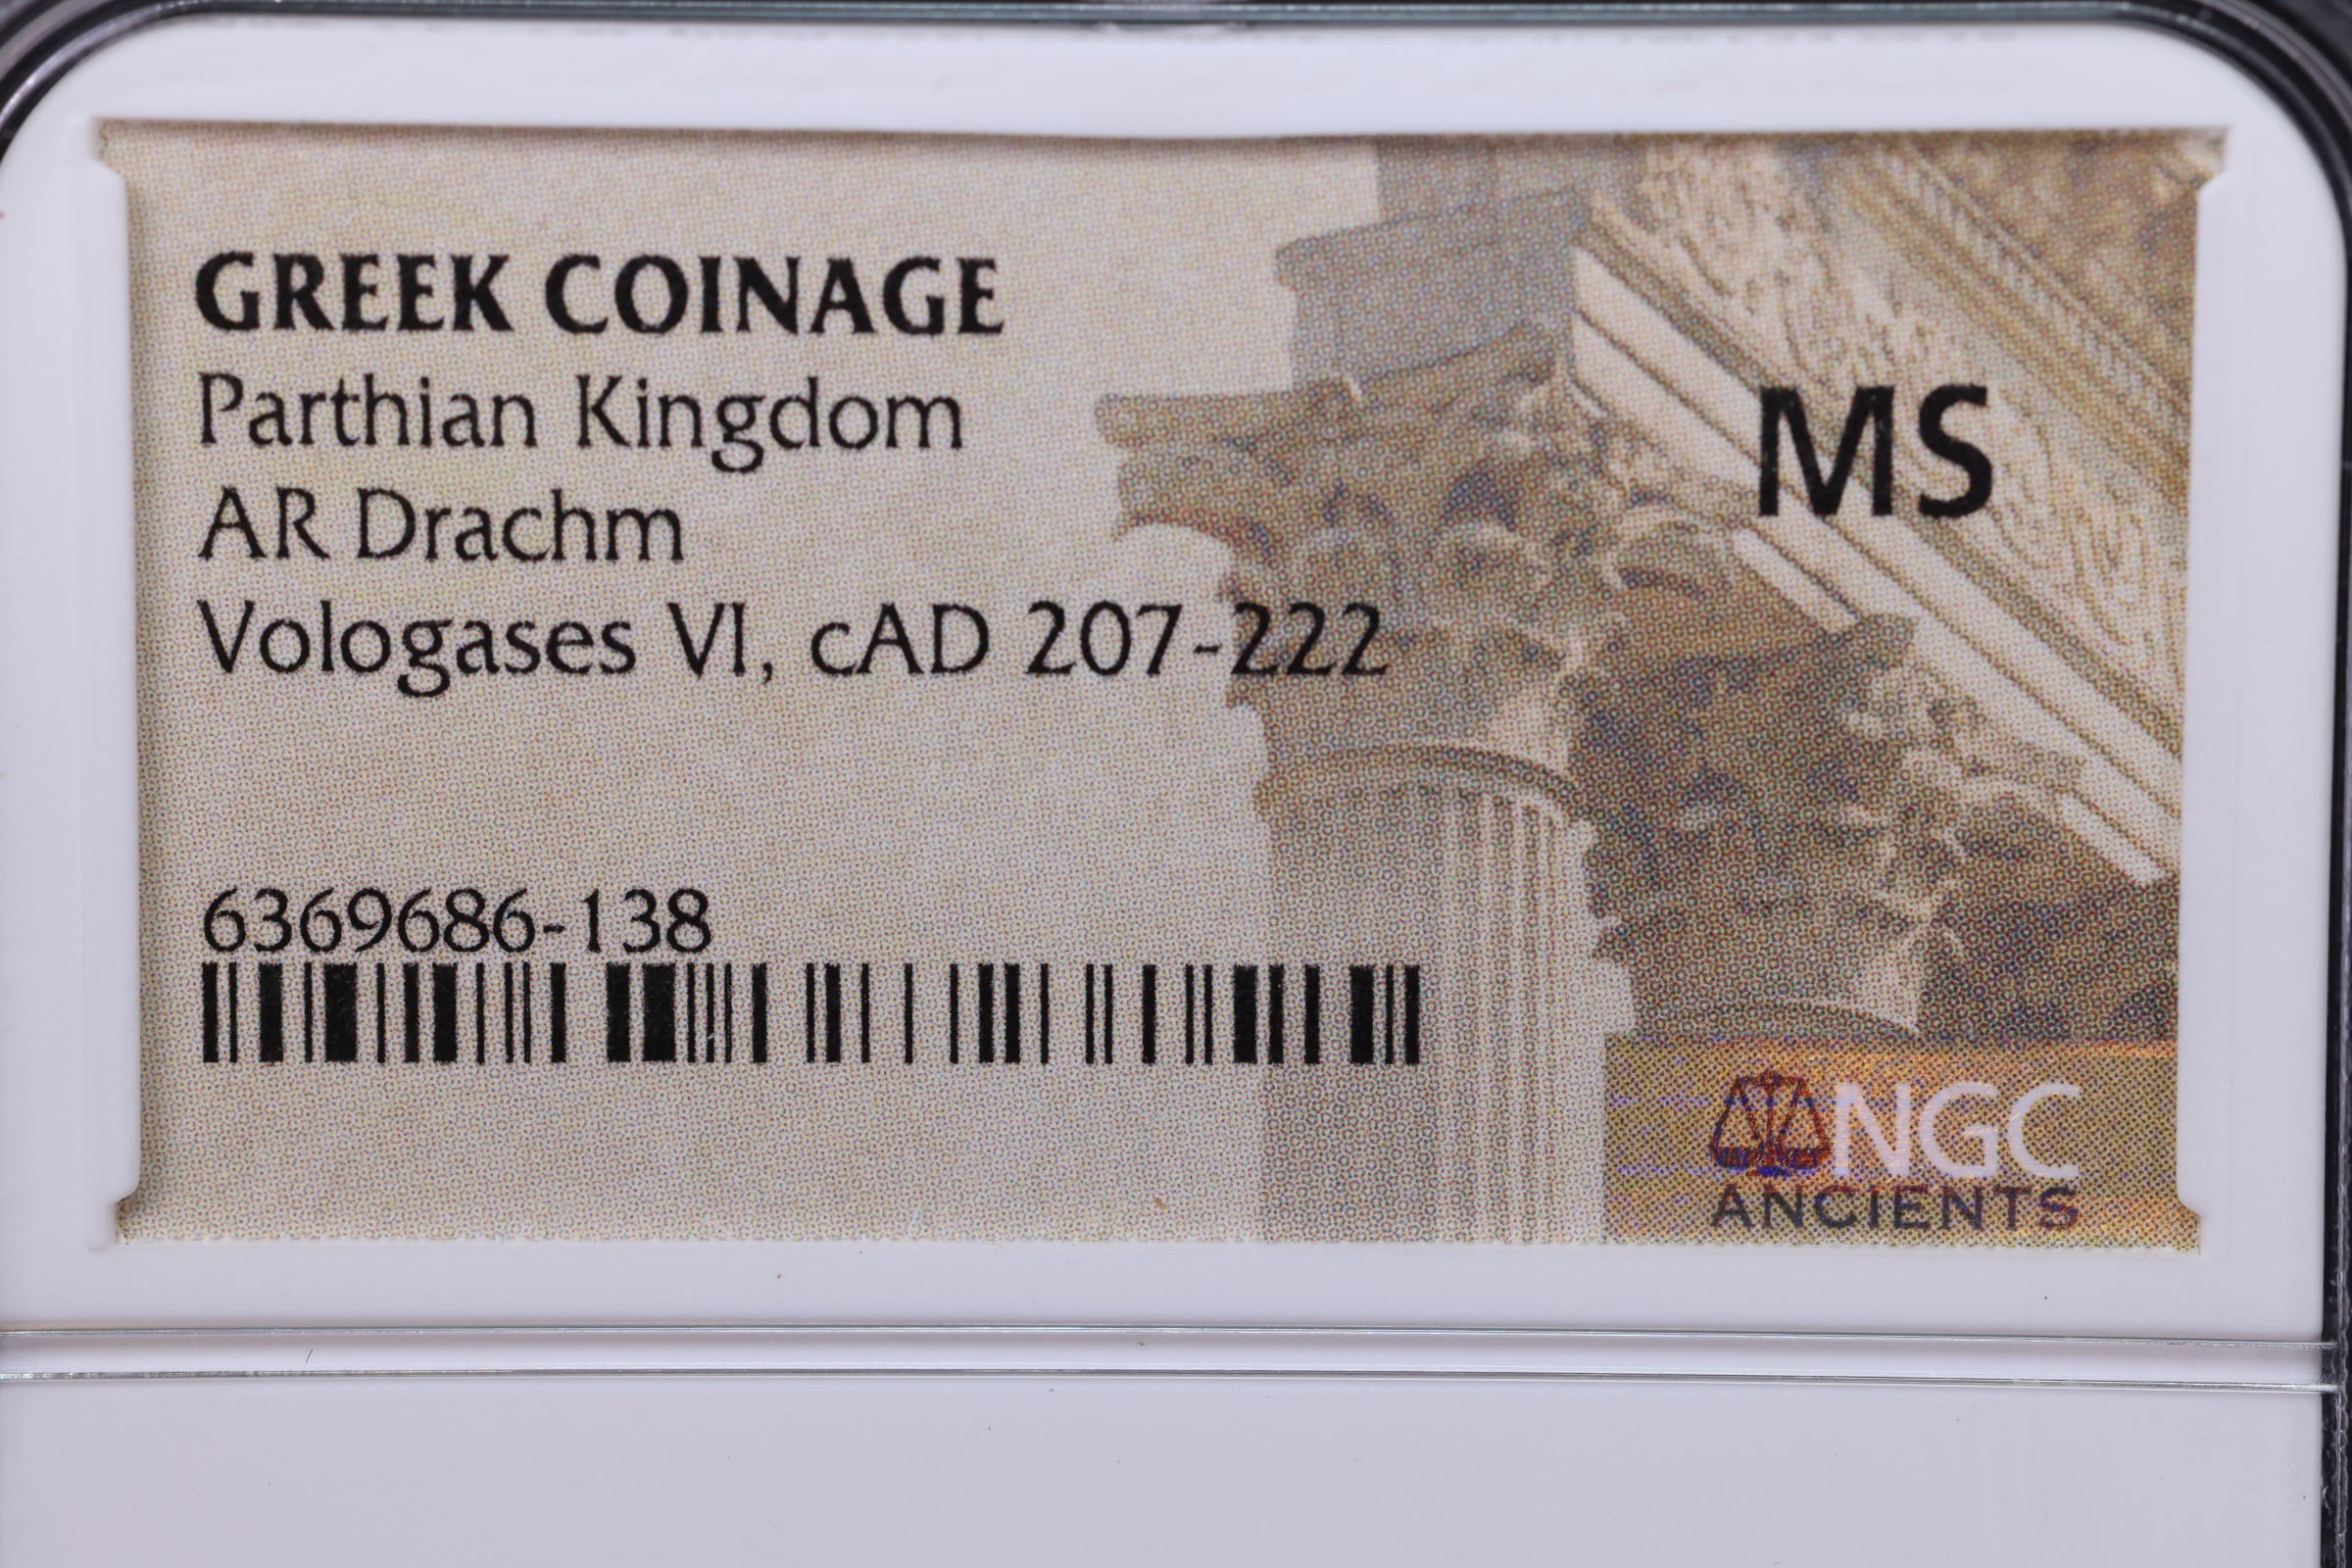 GREEK COINAGE
Parthian Kingdom
AR Drachm
Vologases VI, cAD 207-222
MS
6369686-138
NGC
ANCIENTS